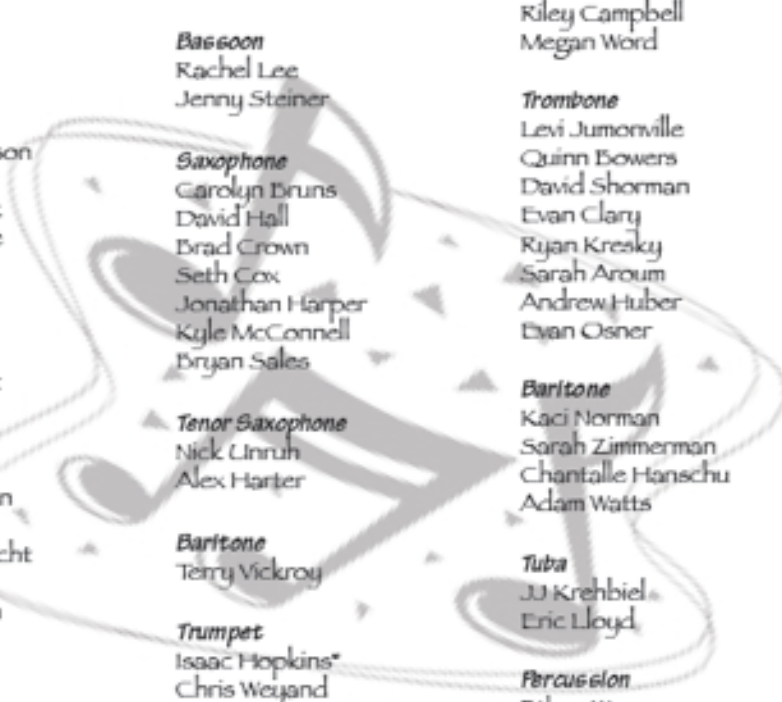 son
cht
Bassoon
Rachel Lee
Jenny Steiner
Saxophone
Carolyn Bruns
David Hall
Brad Crown
Seth Cox
Jonathan Harper
Kyle McConnell
Bryan Sales
Tenor Saxophone
Nick Unruh
Alex Harter
Baritone
Terry Vickroy
Trumpet
Isaac Hopkins*
Chris Weyand
Riley Campbell
Megan Word
Trombone
Levi Jumonville
Quinn Bowers
David Shorman
Evan Clary
Ryan Kresky
Sarah Aroum
Andrew Huber
Evan Osner
Baritone
Kaci Norman
Sarah Zimmerman
Chantalle Hanschu
Adam Watts
Tuba
JJ Krehbiel
Eric Lloyd
Percussion